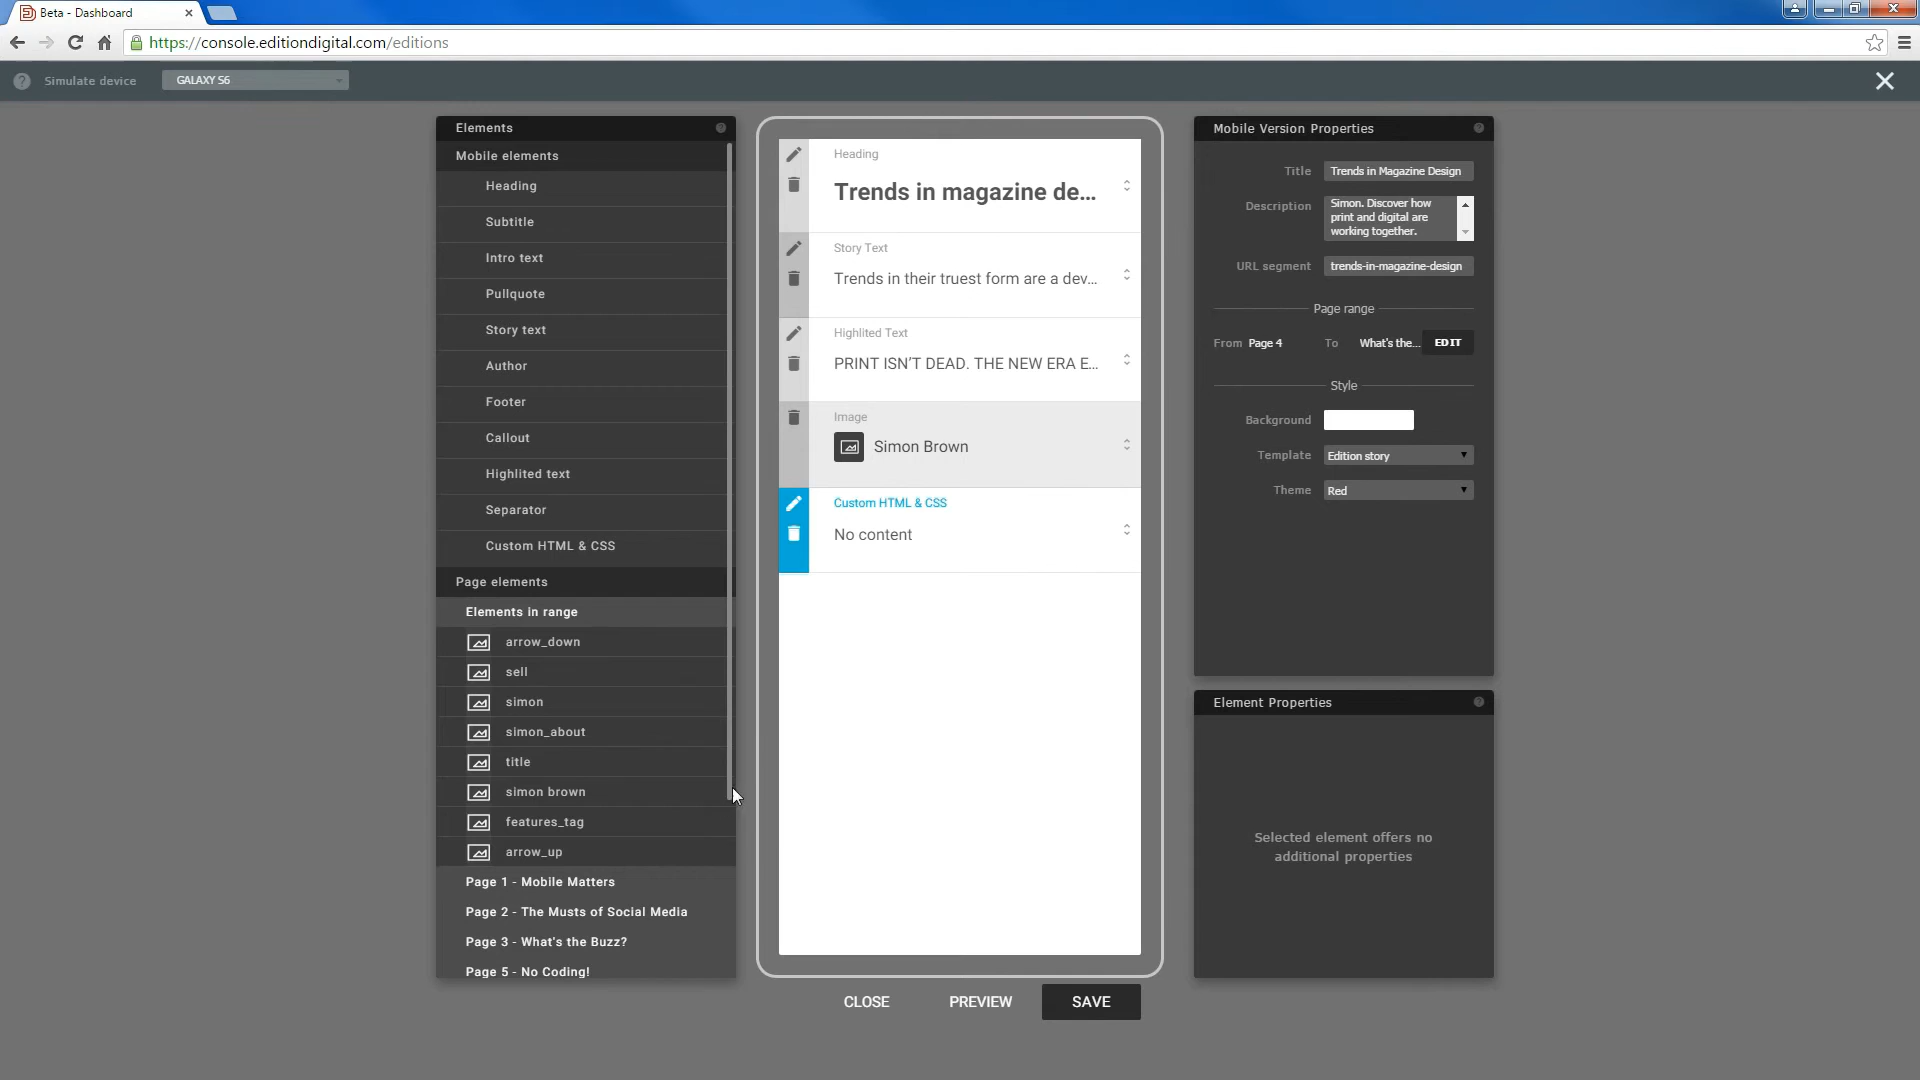 Beta - Dashboard
https://console.editiondigital.com/editions
Simulate device
GALAXY S6
Elements
Mobile elements
Heading
Subtitle
Intro text
Pullquote
Story text
Author
Footer
Callout
Highlited text
Separator
Custom HTML & CSS
Page elements
Elements in range
arrow_down
sell
simon
simon_about
title
simon brown
features_tag
arrow_up
Page 1 - Mobile Matters
Page 2 - The Musts of Social Media
Page 3 - What's the Buzz?
Page 5 - No Coding!
Heading
Trends in magazine de...
Story Text
Trends in their truest form are a dev...
Highlited Text
PRINT ISN'T DEAD. THE NEW ERA E...
Image
Simon Brown
Custom HTML & CSS
No content
CLOSE
PREVIEW
SAVE
Mobile Version Properties
Title
Trends in Magazine Design
Description
Simon. Discover how
print and digital are
working together.
URL segment
trends-in-magazine-design
Page range
From Page 4 To What's the... EDIT
Style
Background
Template
Edition story
Theme
Red
Element Properties
Selected element offers no
additional properties